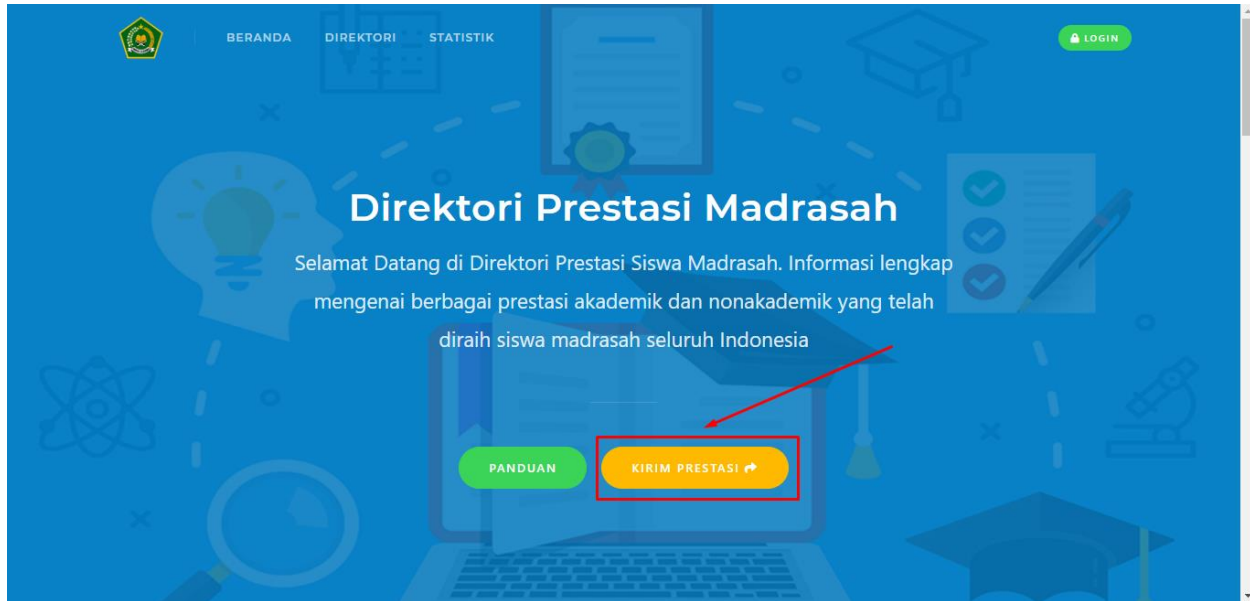 BERANDA DIREKTORI STATISTIK LOGIN
Direktori Prestasi Madrasah
Selamat Datang di Direktori Prestasi Siswa Madrasah. Informasi lengkap
mengenai berbagai prestasi akademik dan nonakademik yang telah
diraih siswa madrasah seluruh Indonesia
PANDUAN KIRIM PRESTASI